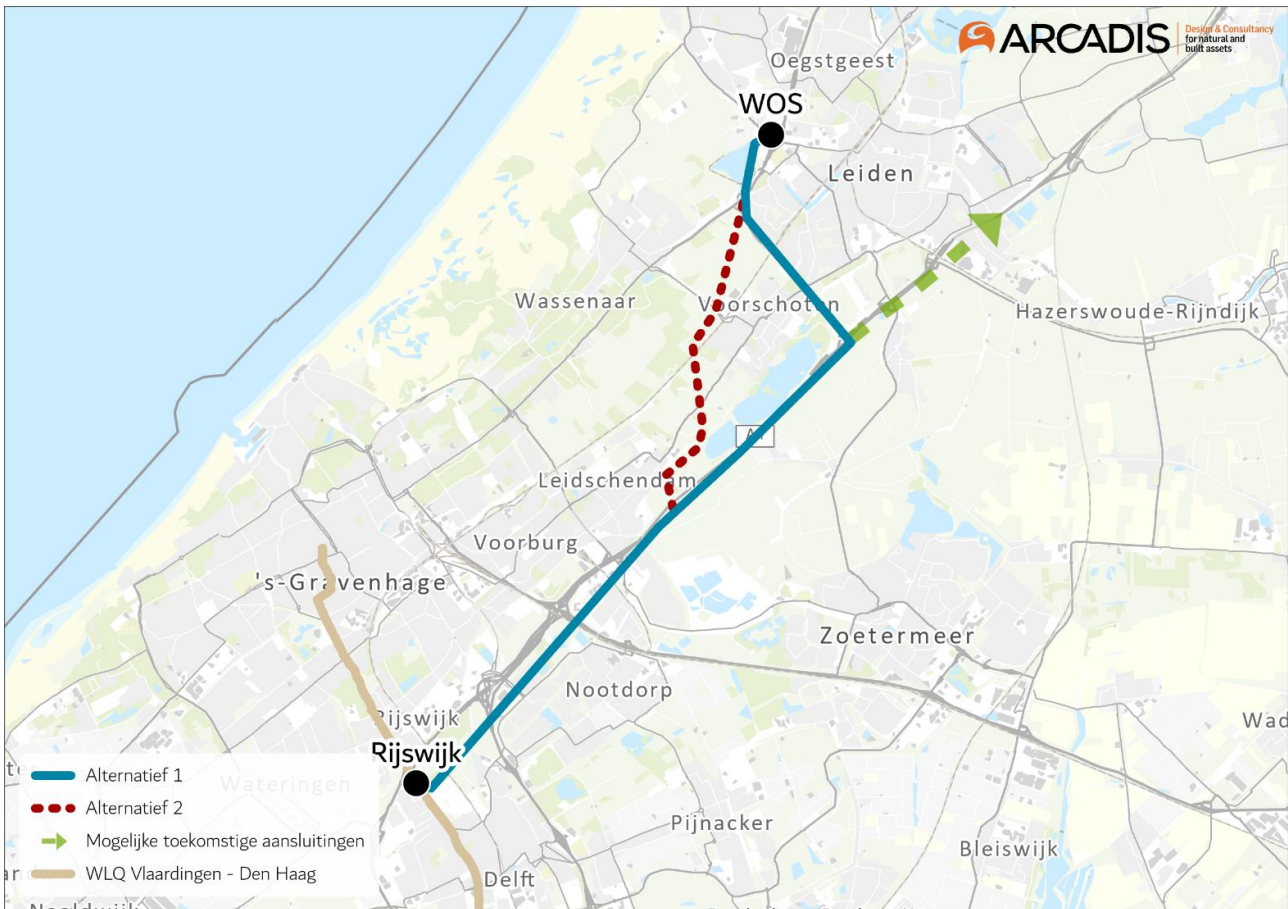 ARCADIS
Design & Consultancy
for natural and
built assets
Oegstgeest
WOS
Leiden
Wassenaar
Voorschoten
Hazerswoude-Rijndijk
Leidschendam
Voorburg
's-Gravenhage
Zoetermeer
Nootdorp
Rijswijk
Rijswijk
Wateringen
Pijnacker
Bleiswijk
Delft
Alternatief 1
Alternatief 2
Mogelijke toekomstige aansluitingen
WLQ Vlaardingen - Den Haag